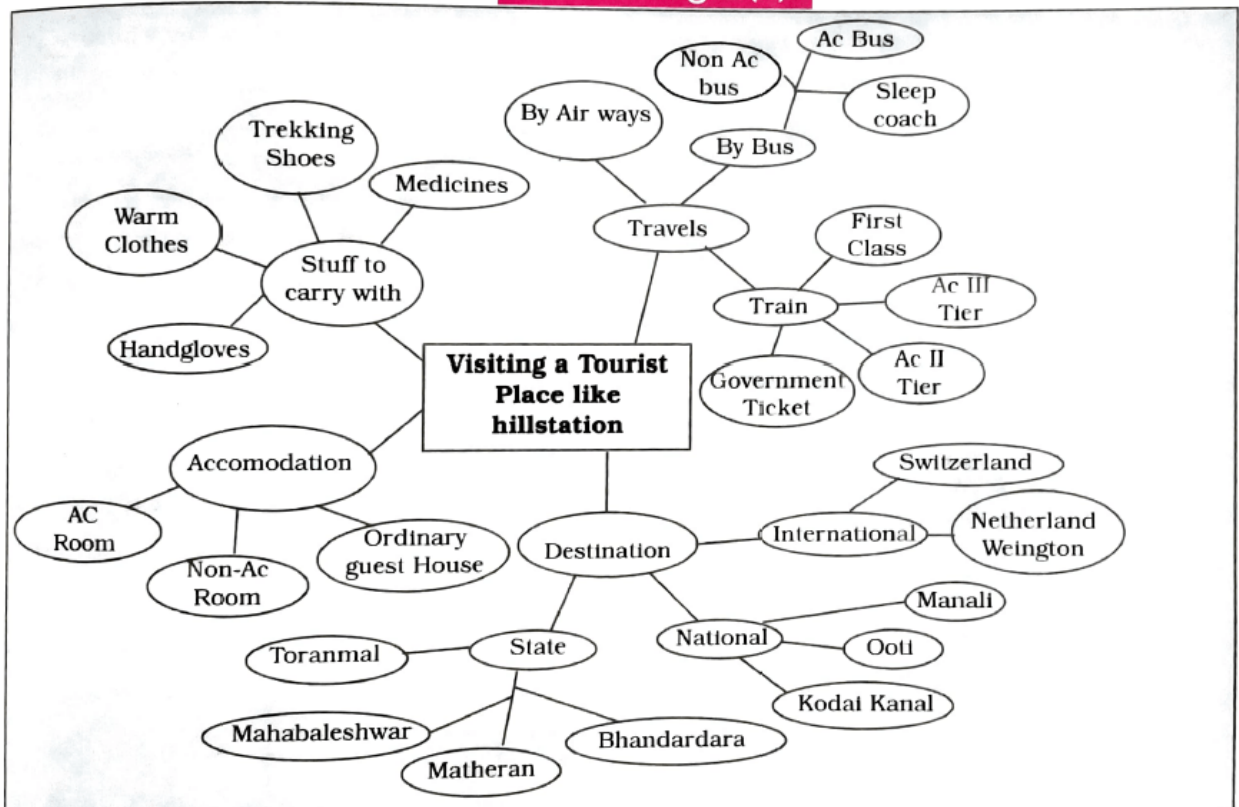 Ac Bus
Non Ac
bus
Sleep
coach
By Air ways
By Bus
Trekking
Shoes
Medicines
Warm
Clothes
Travels
First
Class
Stuff to
carry with
Ac III
Tier
Train
Handgloves
Ac II
Tier
Government
Ticket
Visiting a Tourist
Place like
hillstation
Accomodation
Switzerland
AC
Room
Ordinary
guest House
Non-Ac
Room
Destination
International
Netherland
Weington
Manali
National
Ooti
Toranmal
State
Kodai Kanal
Mahabaleshwar
Bhandardara
Matheran